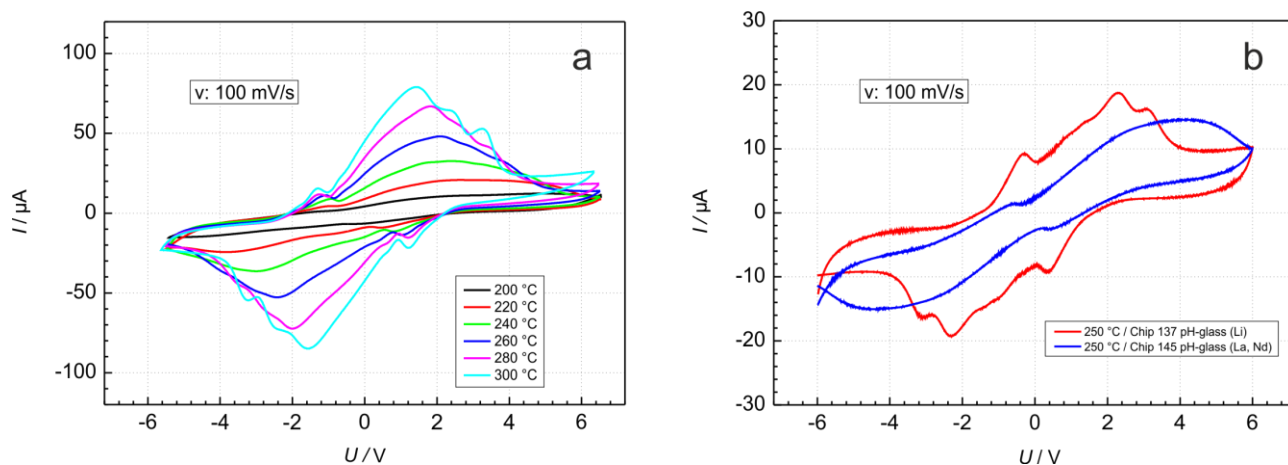 a
v: 100 mV/s
100
50
0
-50
-100
I / µA
-6 -4 -2 0 2 4 6
U / V
200 °C
220 °C
240 °C
260 °C
280 °C
300 °C
b
v: 100 mV/s
30
20
10
0
-10
-20
-30
I / µA
-6 -4 -2 0 2 4 6
U / V
250 °C / Chip 137 pH-glass (Li)
250 °C / Chip 145 pH-glass (La, Nd)